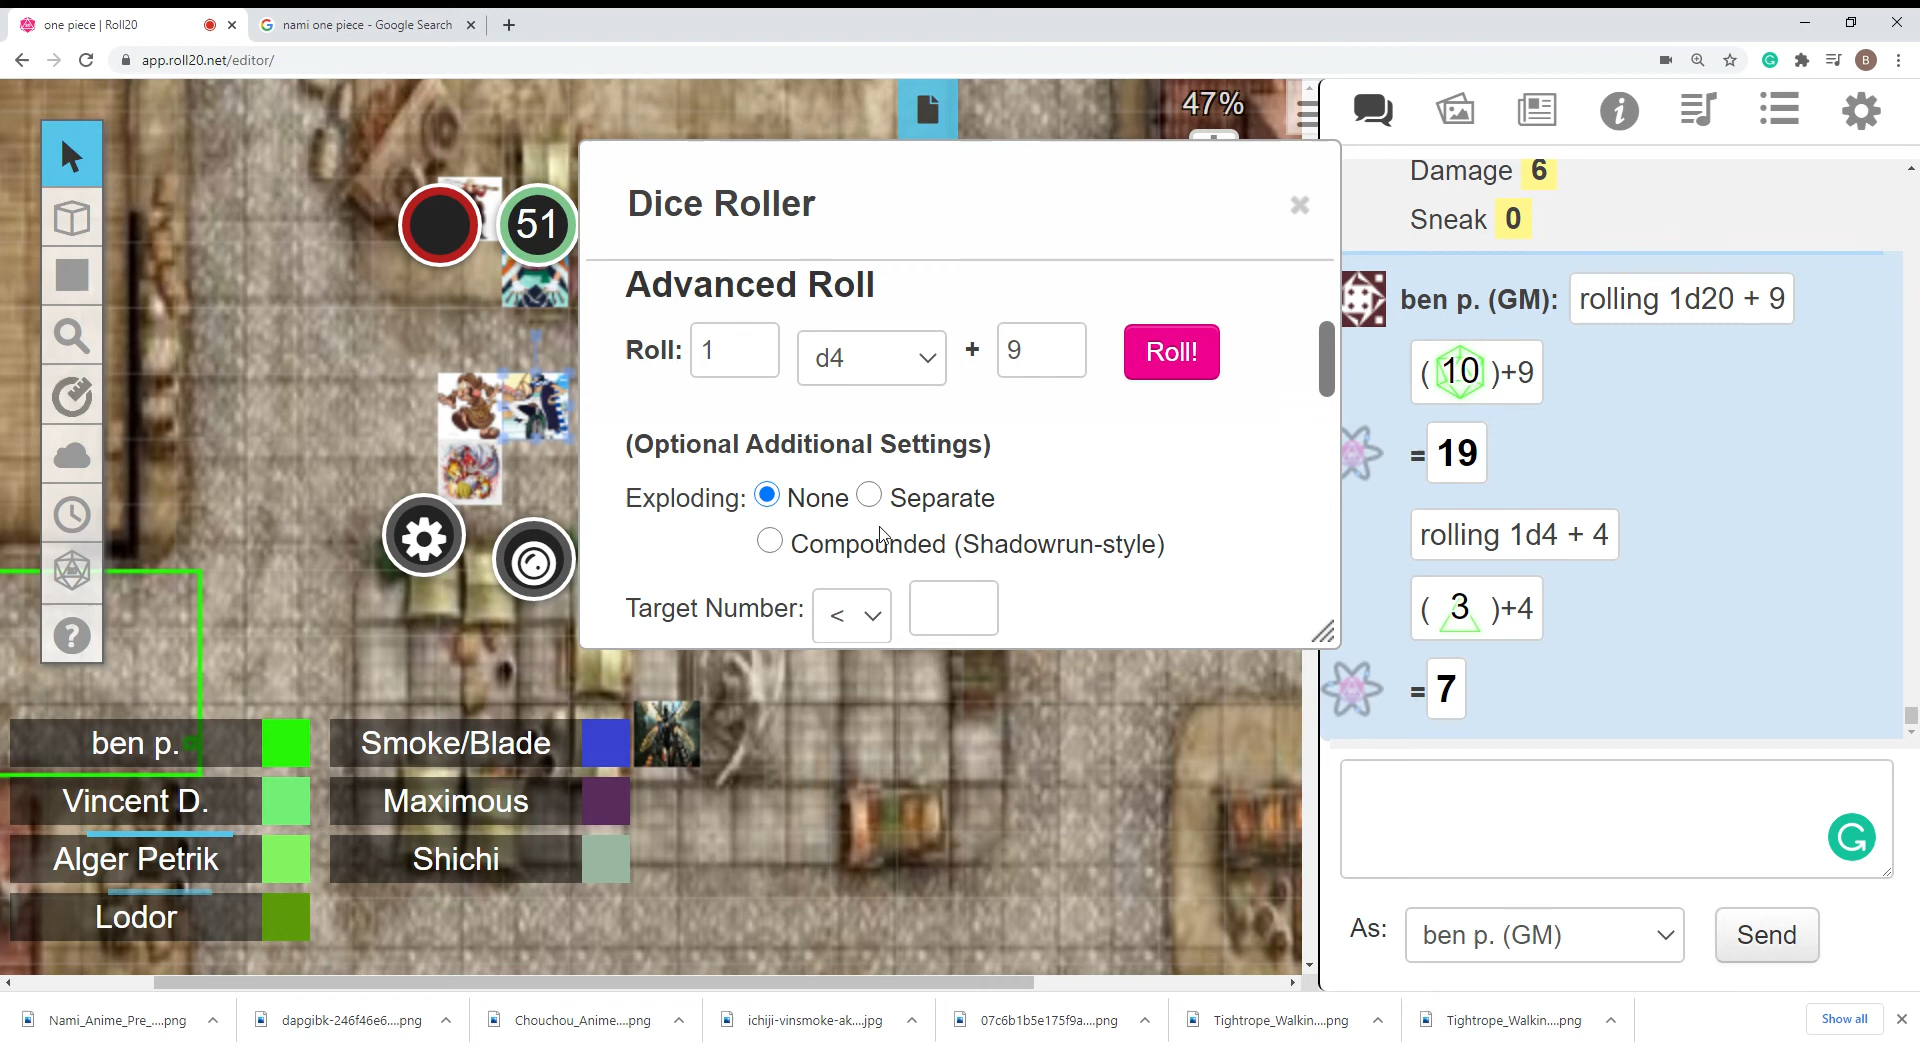 one piece | Roll20
nami one piece - Google Search
app.roll20.net/editor/
B
47%
51
Dice Roller
Advanced Roll
Roll: 1 d4 + 9 Roll!
(Optional Additional Settings)
Exploding: None Separate
Compounded (Shadowrun-style)
Target Number: <
Damage 6
Sneak 0
ben p. (GM): rolling 1d20 + 9
(10)+9
= 19
rolling 1d4 + 4
(3)+4
= 7
As: ben p. (GM) Send
ben p.
Vincent D.
Alger Petrik
Lodor
Smoke/Blade
Maximous
Shichi
Nami_Anime_Pre_....png
dapgibk-246f46e6....png
Chouchou_Anime....png
ichiji-vinsmoke-ak....jpg
07c6b1b5e175f9a....png
Tightrope_Walkin....png
Tightrope_Walkin....png
Show all